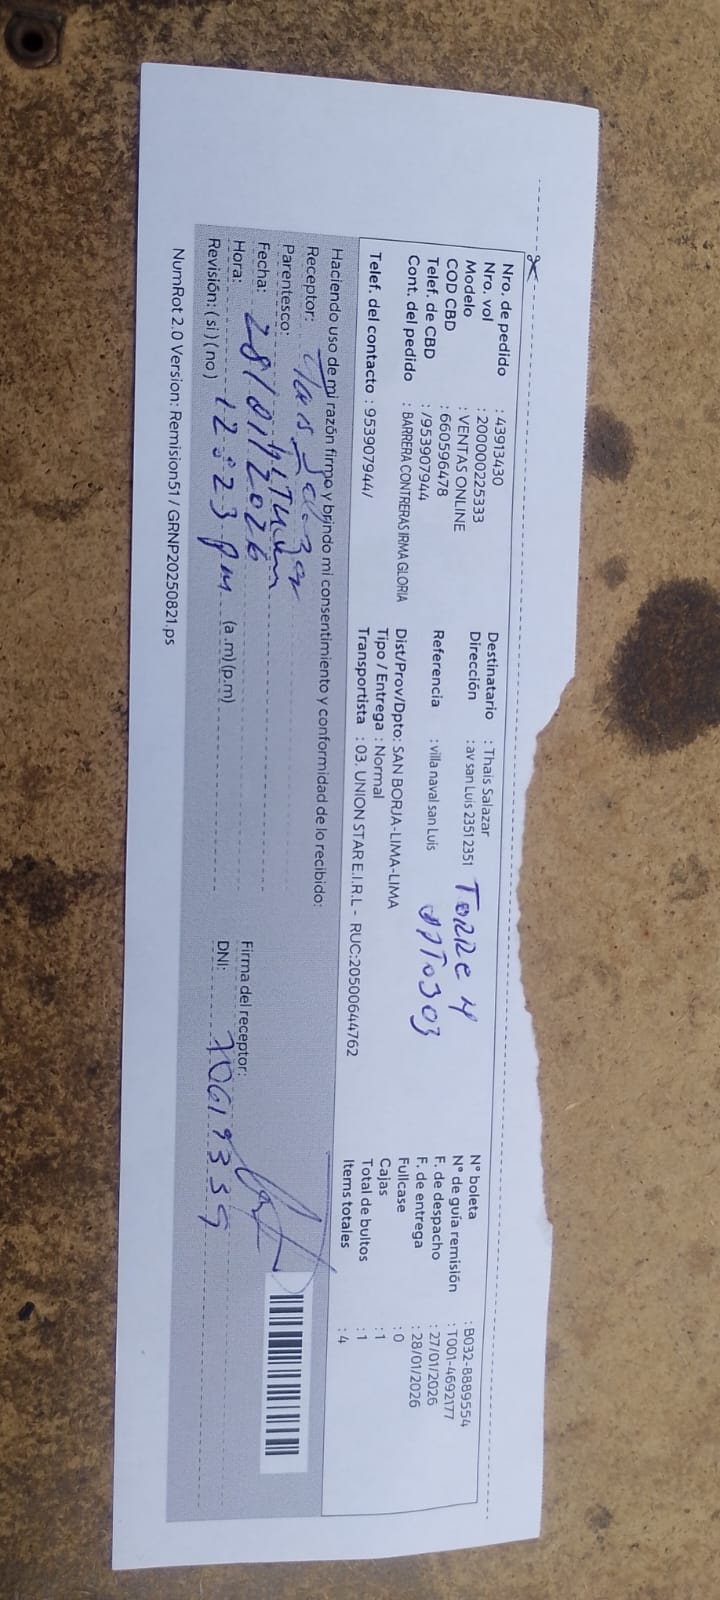 Nro. de pedido : 43913430
Nro. vol : 200000225333
Modelo : VENTAS ONLINE
COD CBD : 660596478
Telef. de CBD : /953907944
Cont. del pedido : BARRERA CONTRERAS IRMA GLORIA
Telef. del contacto : 953907944/
Destinatario : Thais Salazar
Dirección : av san Luis 2351 2351 TORRE 4
Referencia : villa naval san Luis DPTO 303
Dist/Prov/Dpto: SAN BORJA-LIMA-LIMA
Tipo / Entrega : Normal
Transportista : 03. UNION STAR E.I.R.L - RUC:20500644762
N° boleta : B032-8889554
N° de guía remisión : T001-4692177
F. de despacho : 27/01/2026
F. de entrega : 28/01/2026
Fullcase : 0
Cajas : 1
Total de bultos : 1
Items totales : 4
Haciendo uso de mi razón firmo y brindo mi consentimiento y conformidad de lo recibido:
Receptor:
Parentesco:
Fecha: 28/01/2026
Hora: 12:23 pm (a.m)(p.m)
Revisión: (si)(no)
Firma del receptor:
DNI: 70619339
NumRot 2.0 Version: Remision51 / GRNP20250821.ps